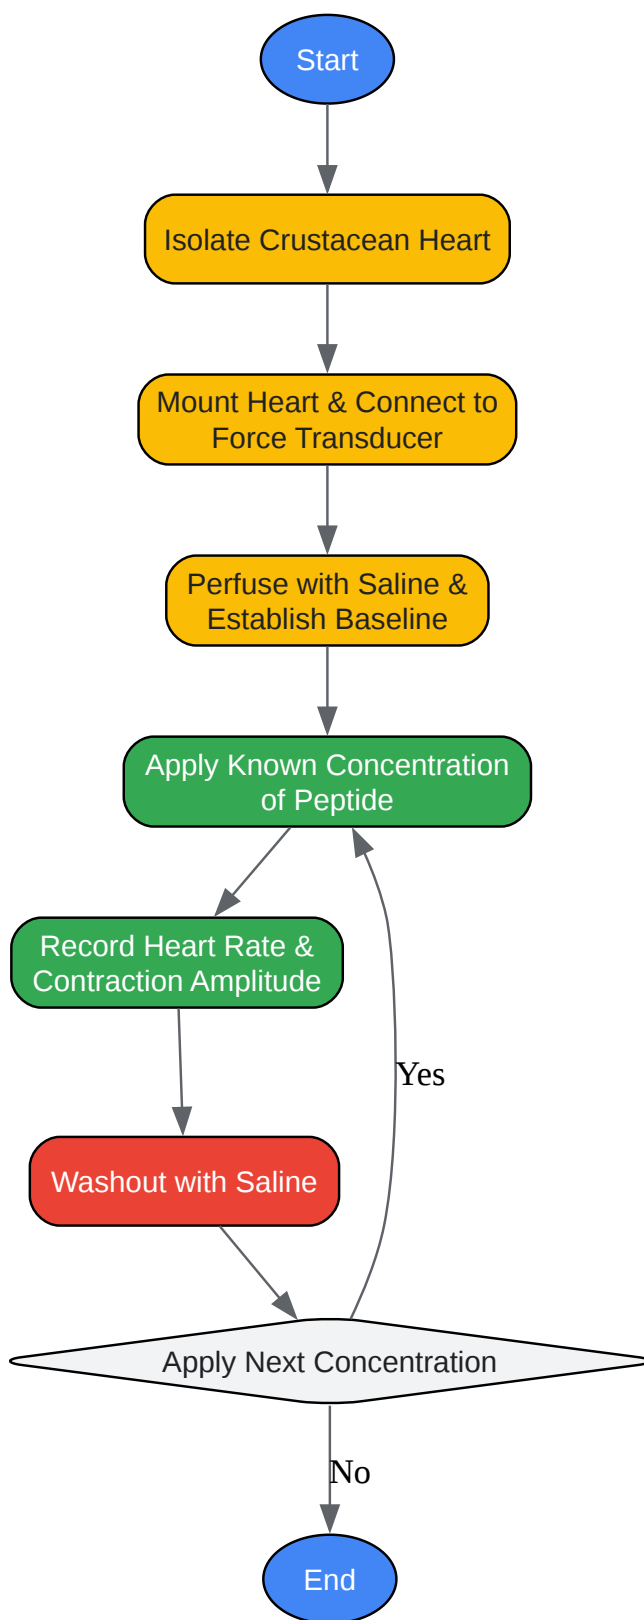 Start
Isolate Crustacean Heart
Mount Heart & Connect to
Force Transducer
Perfuse with Saline &
Establish Baseline
Apply Known Concentration
of Peptide
Record Heart Rate &
Contraction Amplitude
Yes
Washout with Saline
Apply Next Concentration
No
End